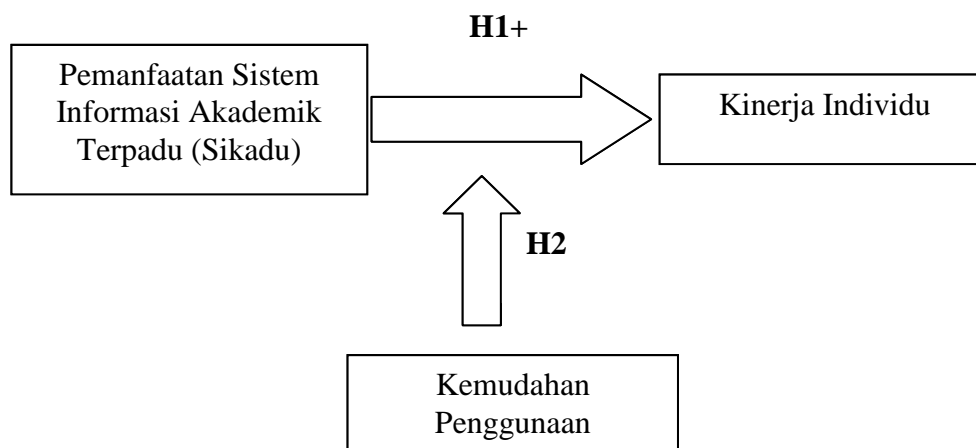 H1+
Pemanfaatan Sistem
Informasi Akademik
Terpadu (Sikadu)
Kinerja Individu
H2
Kemudahan
Penggunaan